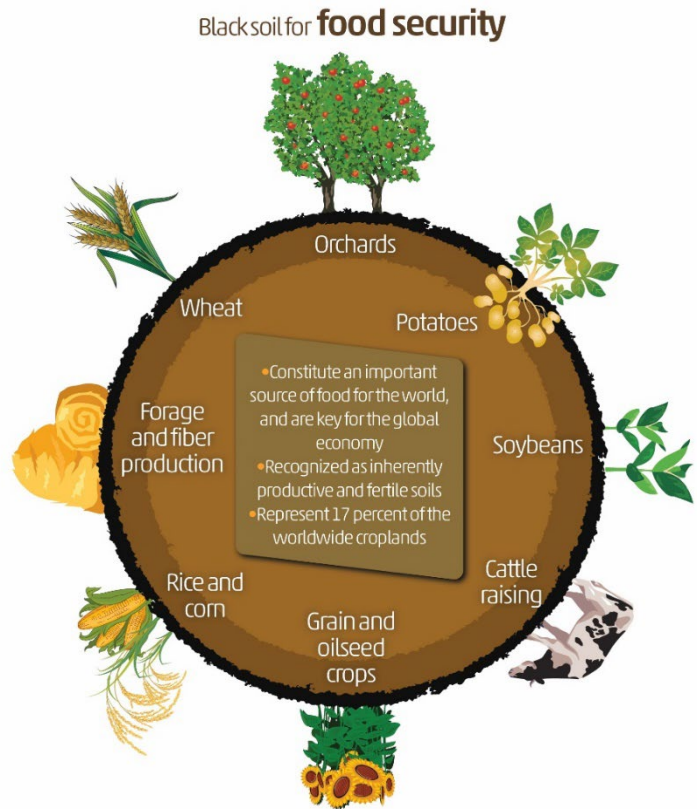 Black soil for food security
Orchards
Wheat
Potatoes
•Constitute an important
source of food for the world,
and are key for the global
economy
•Recognized as inherently
productive and fertile soils
•Represent 17 percent of the
worldwide croplands
Forage
and fiber
production
Soybeans
Rice and
corn
Cattle
raising
Grain and
oilseed
crops